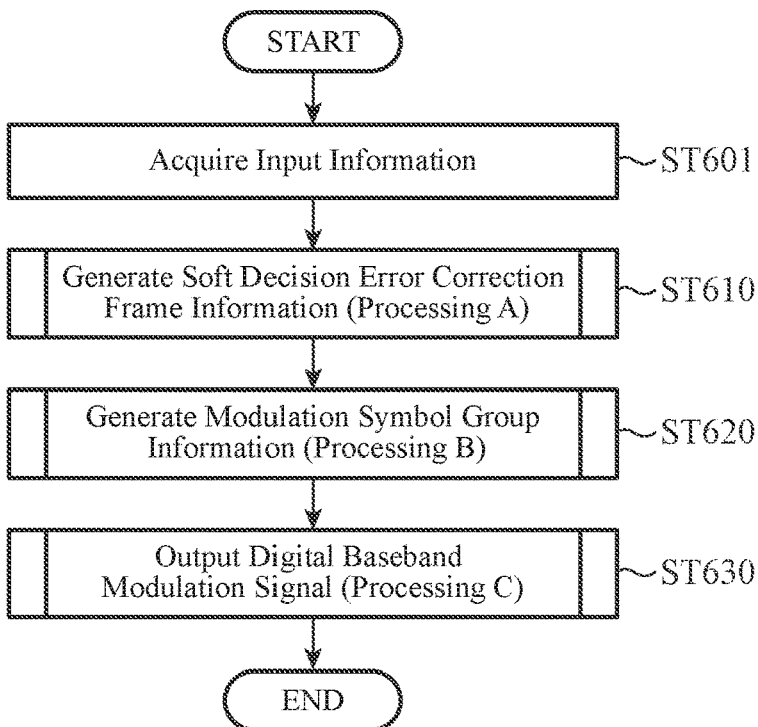 START
Acquire Input Information
ST601
Generate Soft Decision Error Correction
Frame Information (Processing A)
ST610
Generate Modulation Symbol Group
Information (Processing B)
ST620
Output Digital Baseband
Modulation Signal (Processing C)
ST630
END